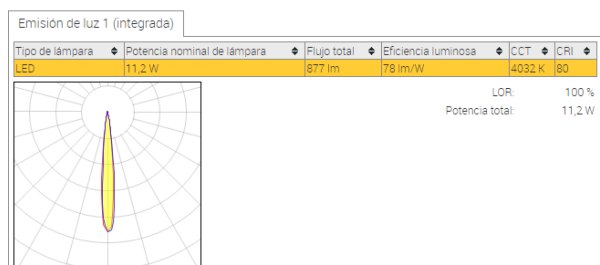 Emisión de luz 1 (integrada)
Tipo de lámpara Potencia nominal de lámpara Flujo total Eficiencia luminosa CCT CRI
LED 11,2 W 877 lm 78 lm/W 4032 K 80
LOR: 100 %
Potencia total: 11,2 W